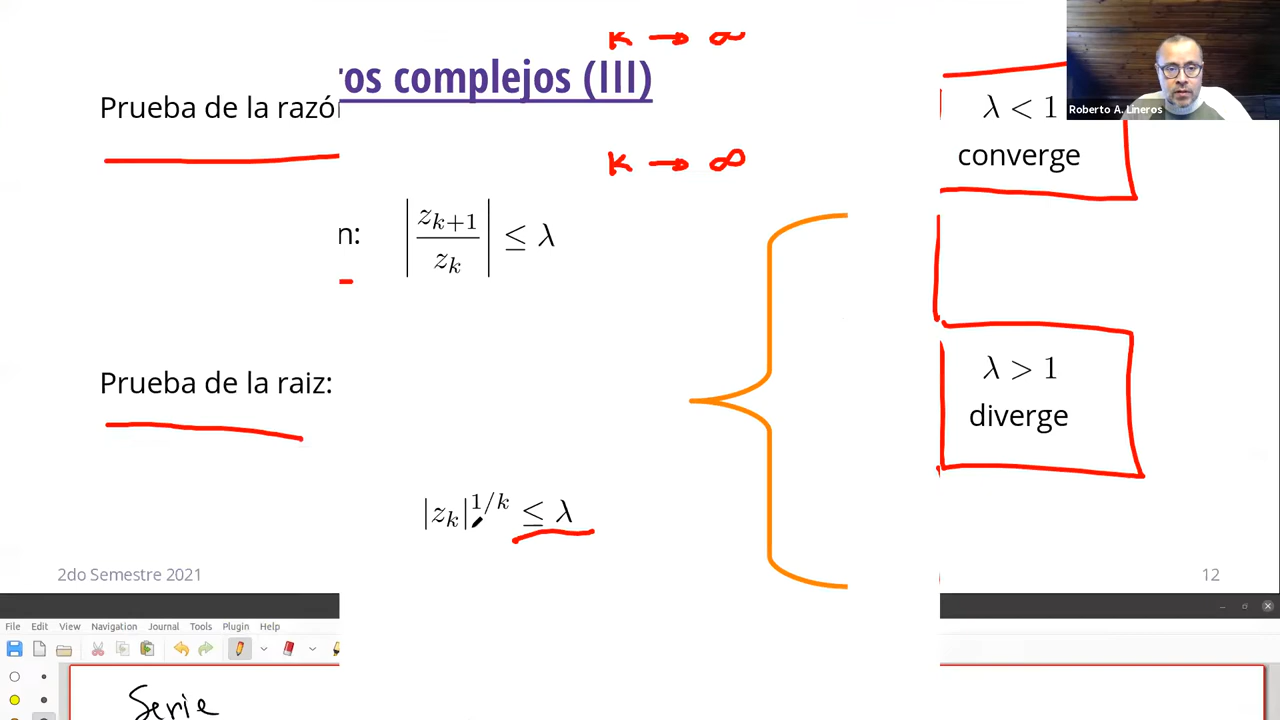 k → ∞
ros complejos (III)
Prueba de la razó
k → ∞
λ < 1
converge
Roberto A. Lineros
n: |z_{k+1}/z_k| ≤ λ
Prueba de la raiz:
λ > 1
diverge
|z_k|^{1/k} ≤ λ
2do Semestre 2021
12
File Edit View Navigation Journal Tools Plugin Help
Serie